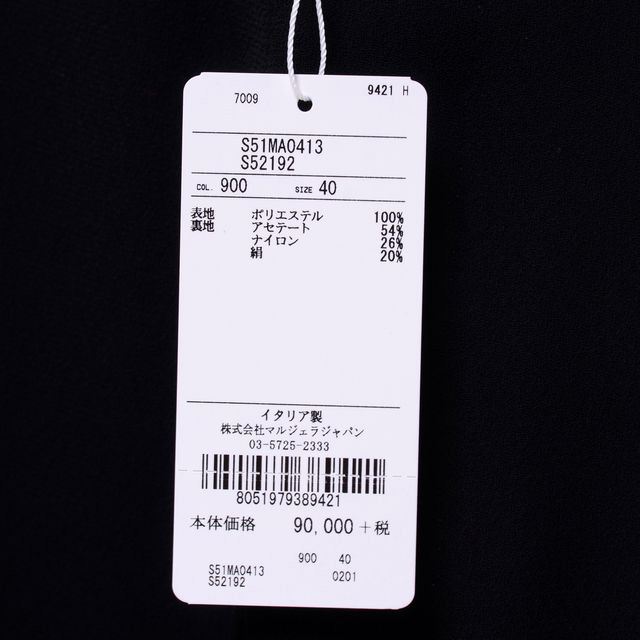 7009 9421 H
S51MA0413
S52192
COL. 900 SIZE 40
表地 ポリエステル 100%
裏地 アセテート 54%
ナイロン 26%
絹 20%
イタリア製
株式会社マルジェラジャパン
03-5725-2333
8051979389421
本体価格 90,000+税
900 40
S51MA0413
S52192 0201